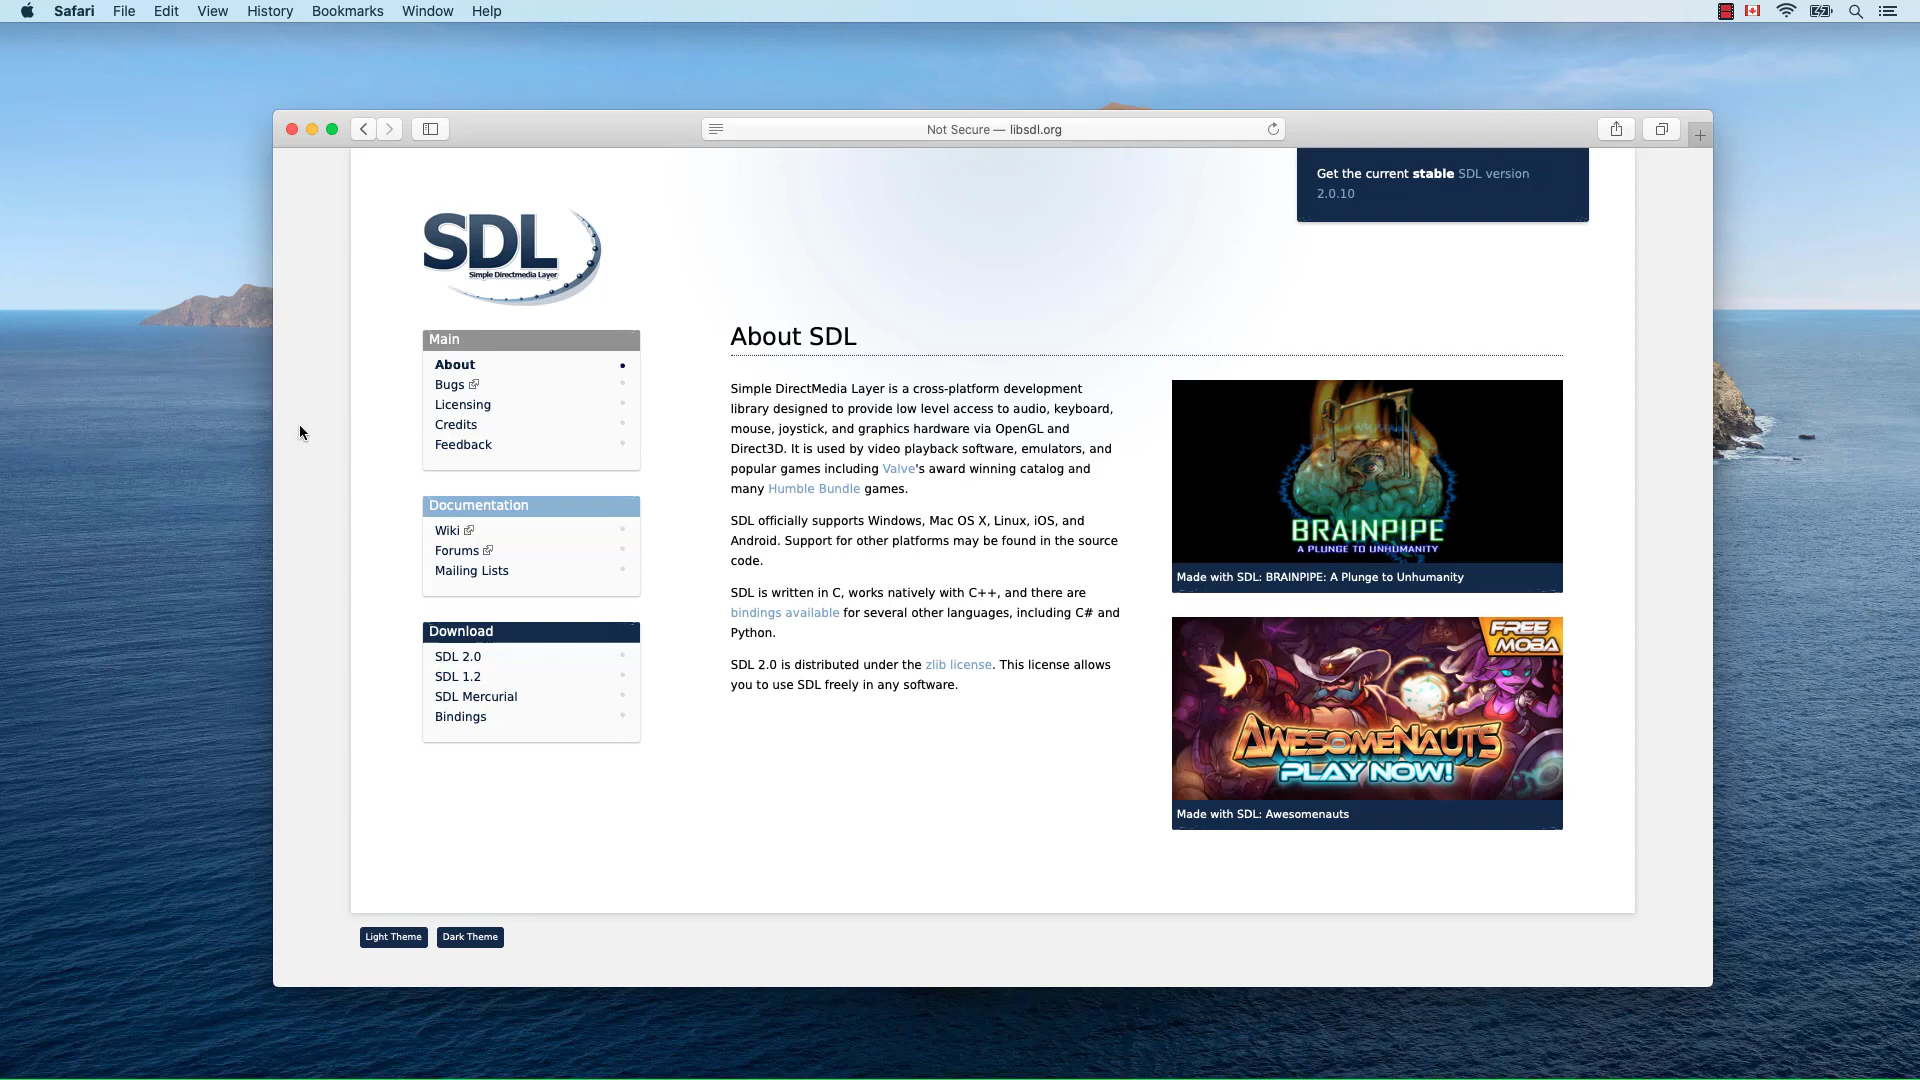 Safari File Edit View History Bookmarks Window Help
Not Secure — libsdl.org
Get the current stable SDL version
2.0.10
SDL
Simple Directmedia Layer
Main
About
Bugs
Licensing
Credits
Feedback
Documentation
Wiki
Forums
Mailing Lists
Download
SDL 2.0
SDL 1.2
SDL Mercurial
Bindings
About SDL
Simple DirectMedia Layer is a cross-platform development
library designed to provide low level access to audio, keyboard,
mouse, joystick, and graphics hardware via OpenGL and
Direct3D. It is used by video playback software, emulators, and
popular games including Valve's award winning catalog and
many Humble Bundle games.
SDL officially supports Windows, Mac OS X, Linux, iOS, and
Android. Support for other platforms may be found in the source
code.
SDL is written in C, works natively with C++, and there are
bindings available for several other languages, including C# and
Python.
SDL 2.0 is distributed under the zlib license. This license allows
you to use SDL freely in any software.
BRAINPIPE
A PLUNGE TO UNHUMANITY
Made with SDL: BRAINPIPE: A Plunge to Unhumanity
FREE
MOBA
AWESOMENAUTS
PLAY NOW!
Made with SDL: Awesomenauts
Light Theme Dark Theme